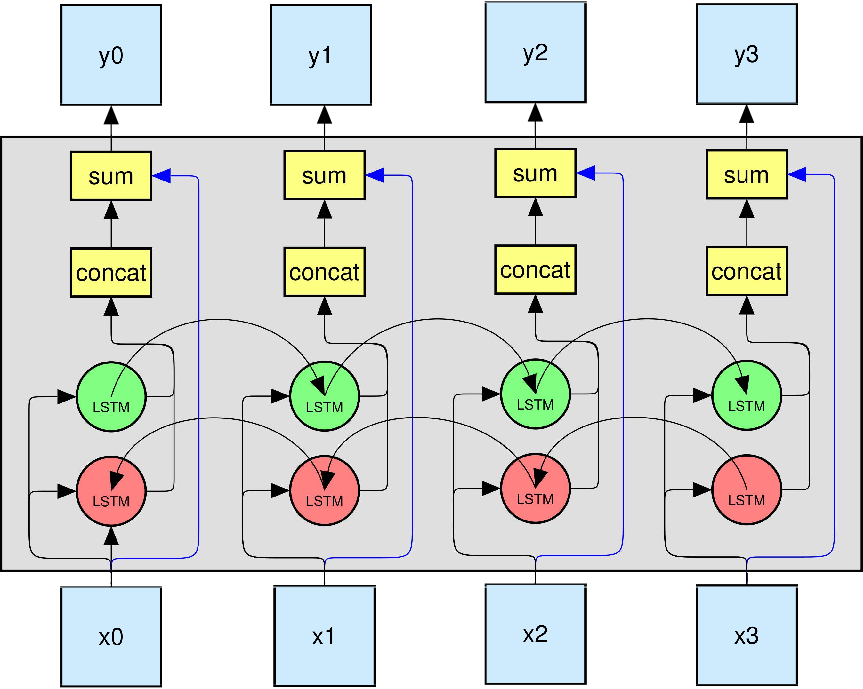 y0 y1 y2 y3
sum sum sum sum
concat concat concat concat
LSTM LSTM LSTM LSTM
LSTM LSTM LSTM LSTM
x0 x1 x2 x3